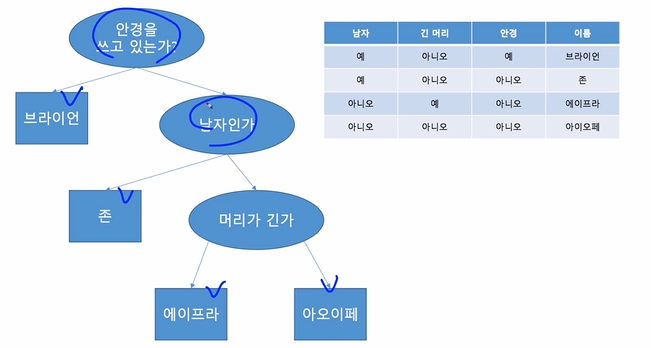 안경을
쓰고 있는가?
브라이언
남자인가
존
머리가 긴가
에이프라
아오이페
남자 긴 머리 안경 이름
예 아니오 예 브라이언
예 아니오 아니오 존
아니오 예 아니오 에이프라
아니오 아니오 아니오 아이오페